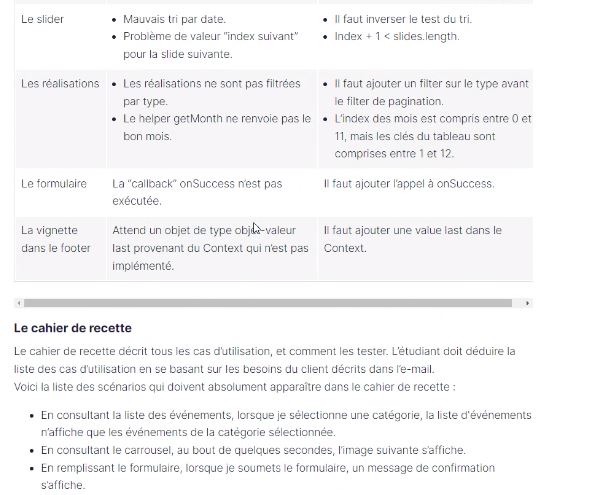 Le slider
Mauvais tri par date.
Problème de valeur "index suivant"
pour la slide suivante.
Il faut inverser le test du tri.
Index + 1 < slides.length.
Les réalisations
Les réalisations ne sont pas filtrées
par type.
Le helper getMonth ne renvoie pas le
bon mois.
Il faut ajouter un filter sur le type avant
le filter de pagination.
L'index des mois est compris entre 0 et
11, mais les clés du tableau sont
comprises entre 1 et 12.
Le formulaire
La "callback" onSuccess n'est pas
exécutée.
Il faut ajouter l'appel à onSuccess.
La vignette
dans le footer
Attend un objet de type objet-valeur
last provenant du Context qui n'est pas
implémenté.
Il faut ajouter une value last dans le
Context.
Le cahier de recette
Le cahier de recette décrit tous les cas d'utilisation, et comment les tester. L'étudiant doit déduire la
liste des cas d'utilisation en se basant sur les besoins du client décrits dans l'e-mail.
Voici la liste des scénarios qui doivent absolument apparaître dans le cahier de recette :
En consultant la liste des événements, lorsque je sélectionne une catégorie, la liste d'événements
n'affiche que les événements de la catégorie sélectionnée.
En consultant le carrousel, au bout de quelques secondes, l'image suivante s'affiche.
En remplissant le formulaire, lorsque je soumets le formulaire, un message de confirmation
s'affiche.